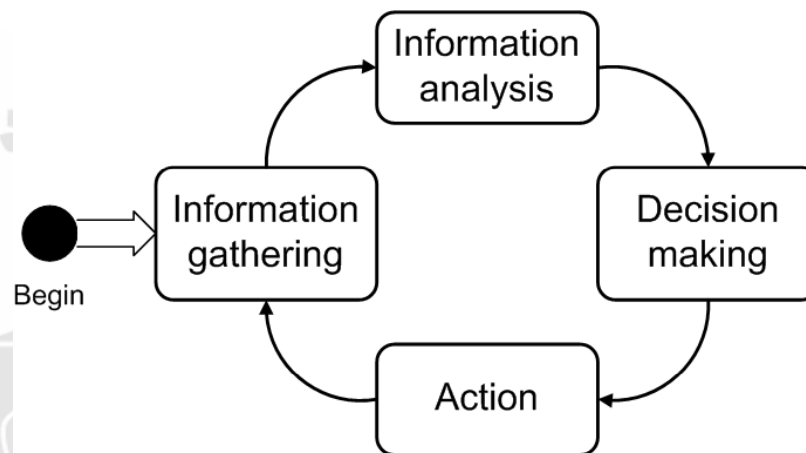 Information
analysis
Information
gathering
Decision
making
Begin
Action